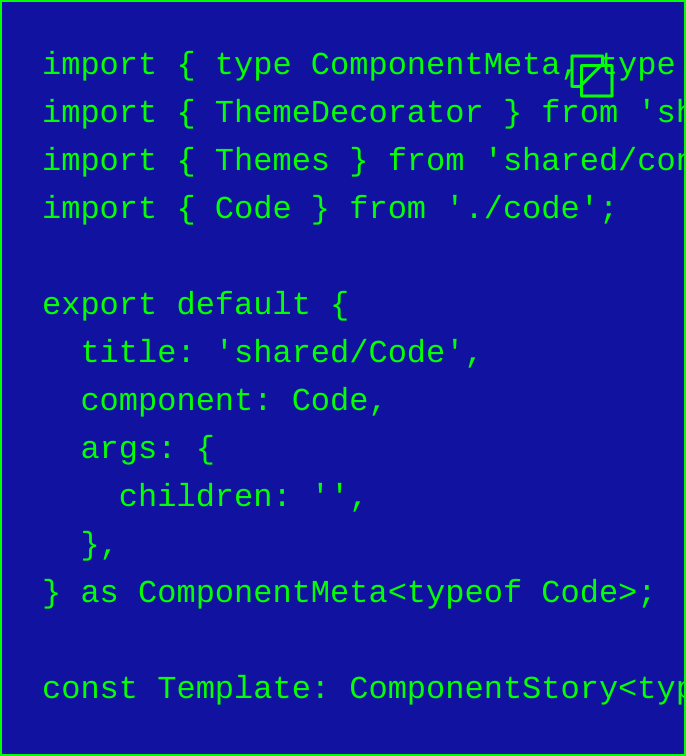 import { type ComponentMeta, type
import { ThemeDecorator } from 'sh
import { Themes } from 'shared/con
import { Code } from './code';

export default {
  title: 'shared/Code',
  component: Code,
  args: {
    children: '',
  },
} as ComponentMeta<typeof Code>;

const Template: ComponentStory<typ